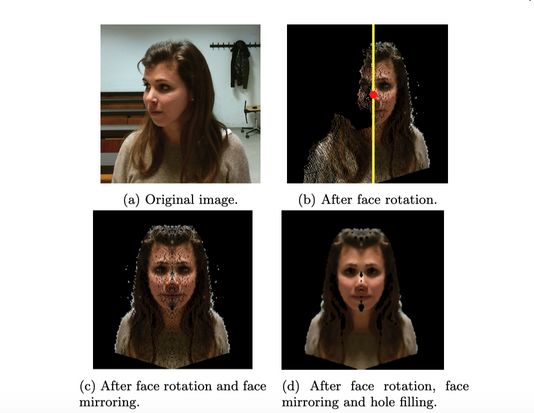 (a) Original image.
(b) After face rotation.
(c) After face rotation and face
mirroring.
(d) After face rotation, face
mirroring and hole filling.